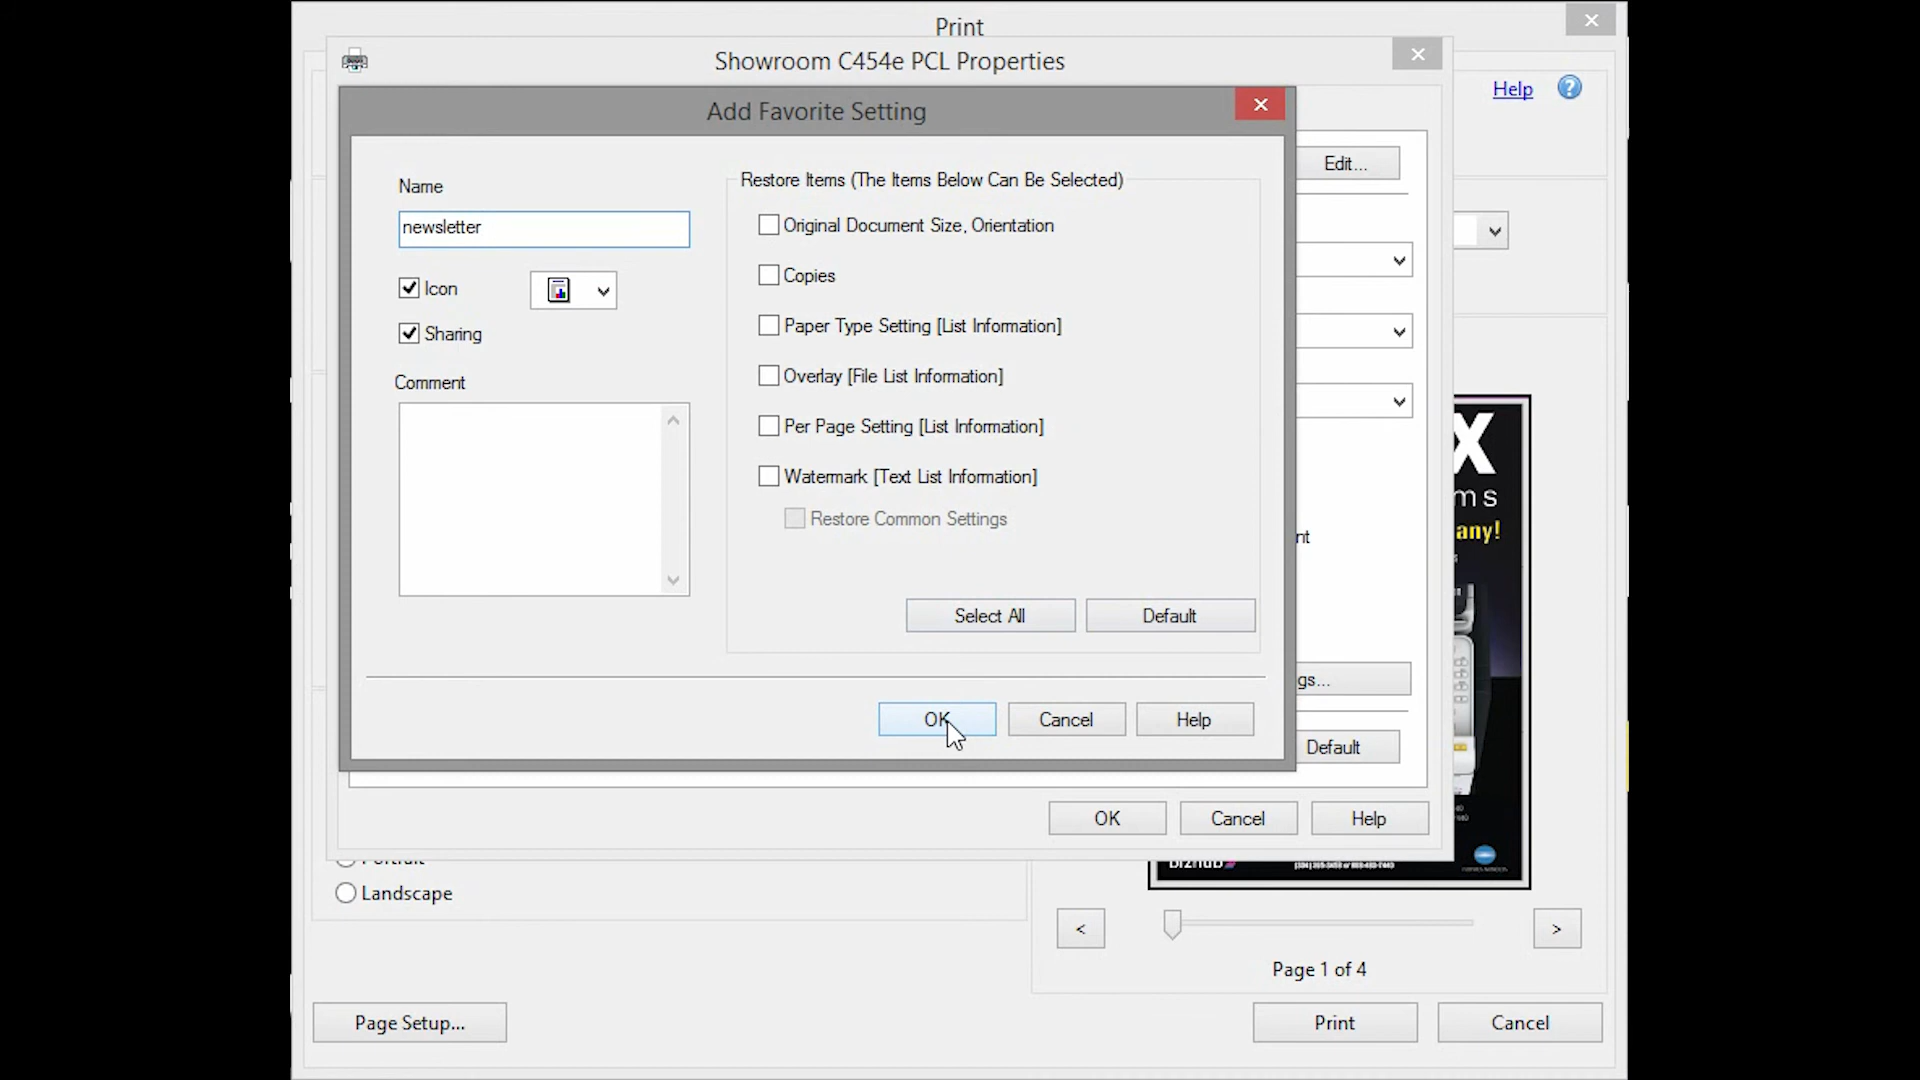 Print
Showroom C454e PCL Properties
Help
Add Favorite Setting
Name
newsletter
Icon
Sharing
Comment
Restore Items (The Items Below Can Be Selected)
Original Document Size, Orientation
Copies
Paper Type Setting [List Information]
Overlay [File List Information]
Per Page Setting [List Information]
Watermark [Text List Information]
Restore Common Settings
Select All
Default
OK
Cancel
Help
Edit...
nt
gs...
Default
OK
Cancel
Help
X
ms
any!
bizhub
Portrait
Landscape
<
>
Page 1 of 4
Page Setup...
Print
Cancel